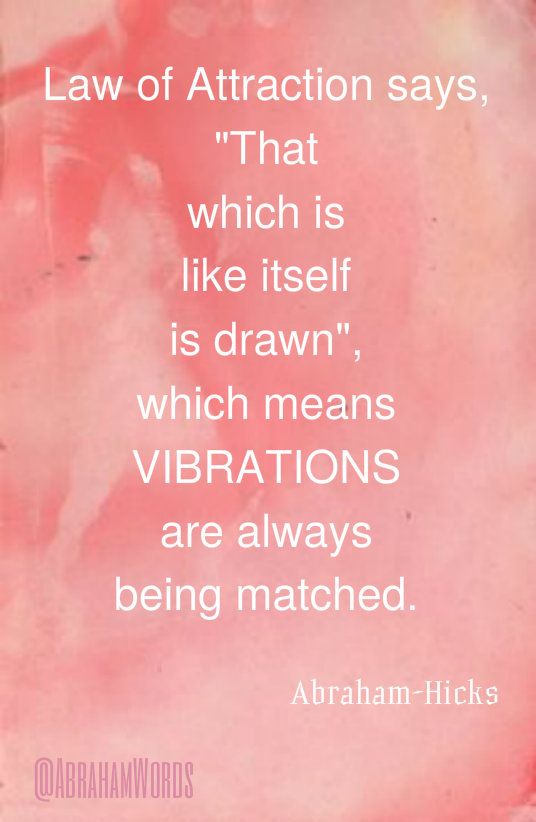 Law of Attraction says,
"That
which is
like itself
is drawn",
which means
VIBRATIONS
are always
being matched.
Abraham-Hicks
@AbrahamWords